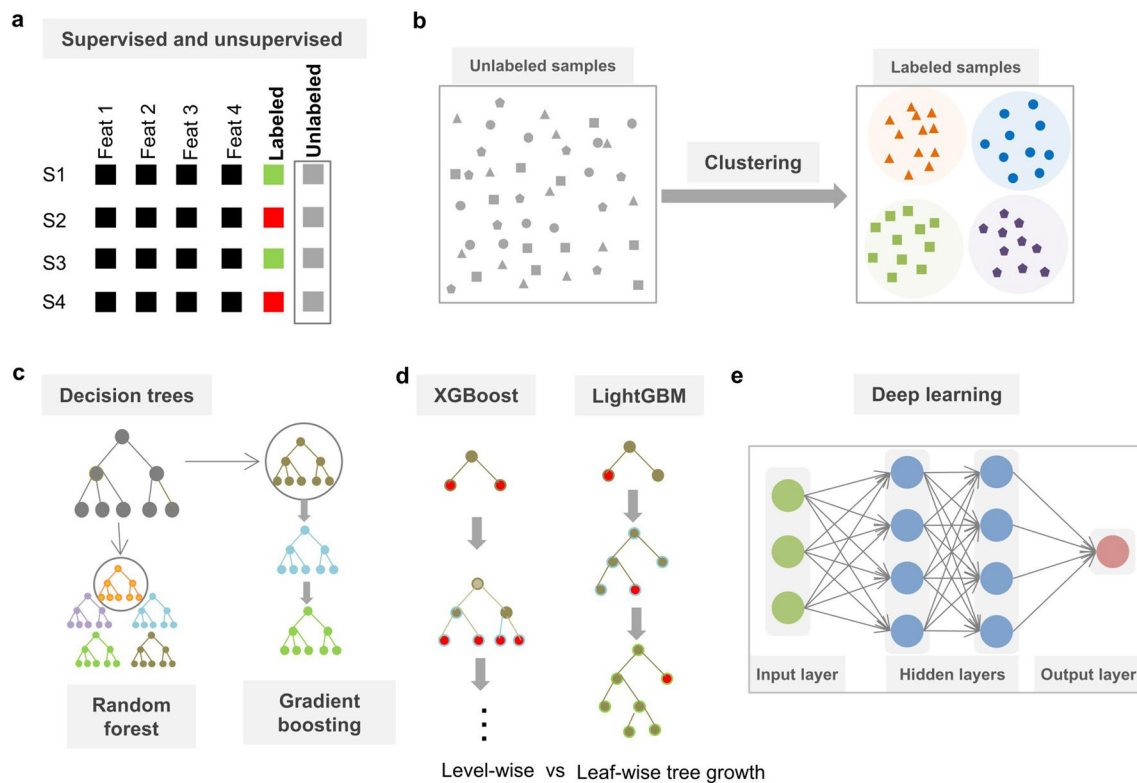 a
Supervised and unsupervised
Feat 1
Feat 2
Feat 3
Feat 4
Labeled
Unlabeled
S1
S2
S3
S4
b
Unlabeled samples
Clustering
Labeled samples
c
Decision trees
Random
forest
Gradient
boosting
d
XGBoost
LightGBM
Level-wise vs Leaf-wise tree growth
e
Deep learning
Input layer
Hidden layers
Output layer